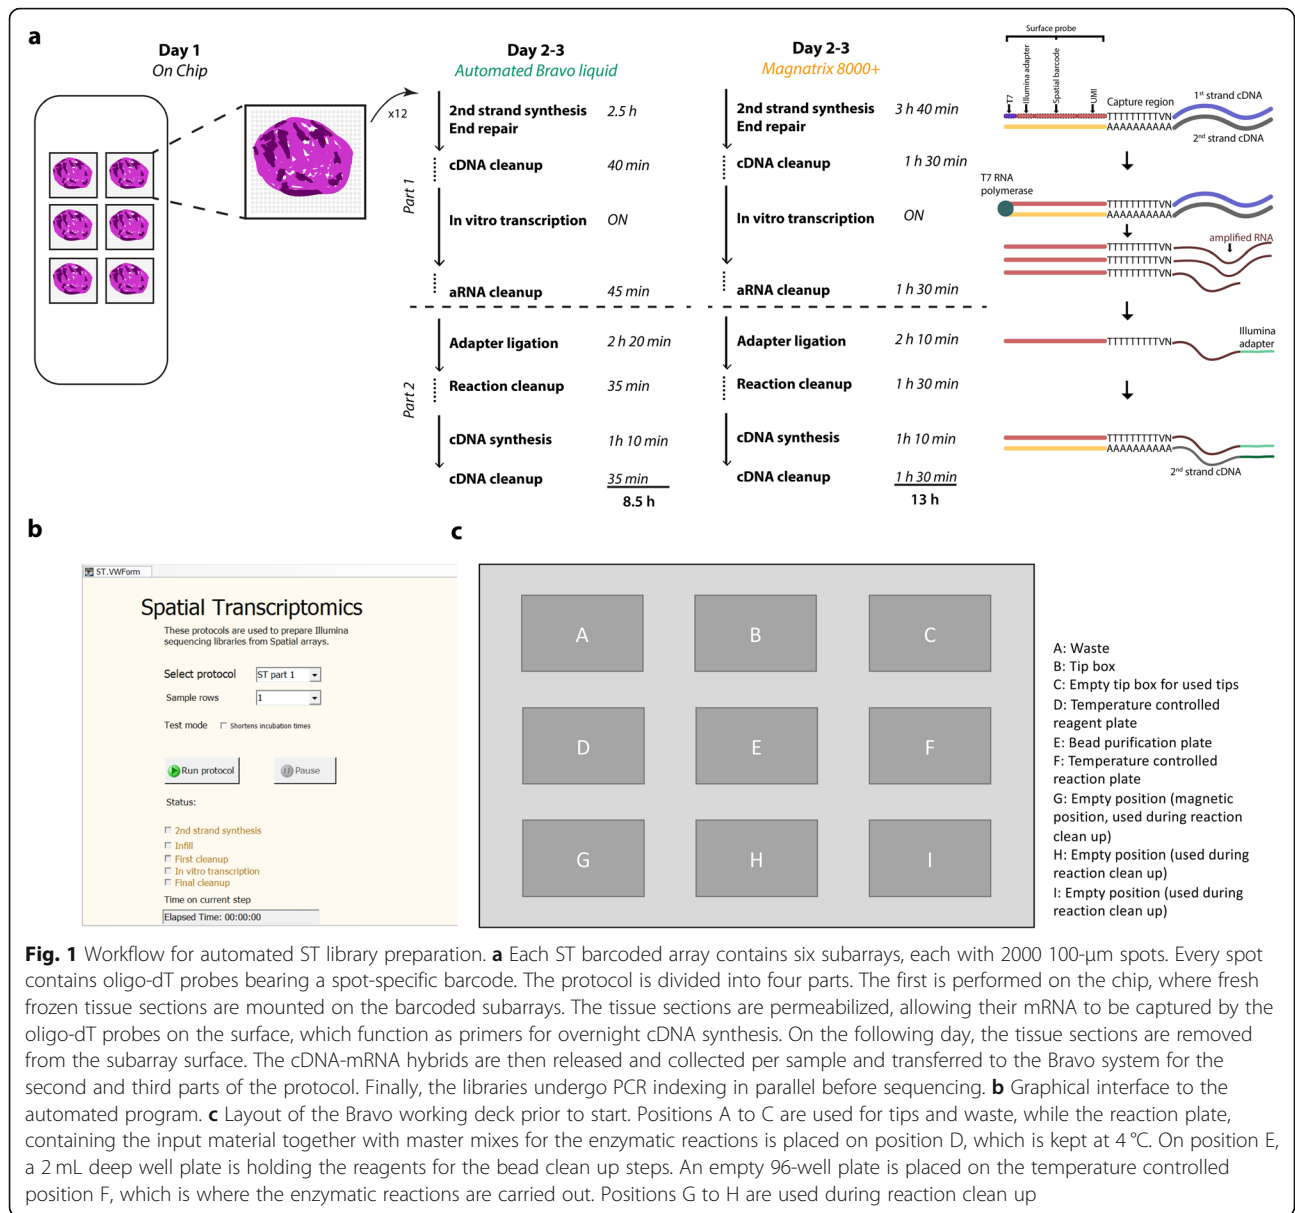 a
Day 1
On Chip
x12
Day 2-3
Automated Bravo liquid
Part 1
2nd strand synthesis
End repair
2.5 h
cDNA cleanup
40 min
In vitro transcription
ON
aRNA cleanup
45 min
Part 2
Adapter ligation
2 h 20 min
Reaction cleanup
35 min
cDNA synthesis
1h 10 min
cDNA cleanup
35 min
8.5 h
Day 2-3
Magnatrix 8000+
2nd strand synthesis
End repair
3 h 40 min
cDNA cleanup
1 h 30 min
In vitro transcription
ON
aRNA cleanup
1 h 30 min
Adapter ligation
2 h 10 min
Reaction cleanup
1 h 30 min
cDNA synthesis
1h 10 min
cDNA cleanup
1 h 30 min
13 h
Surface probe
T7
Illumina adapter
Spatial barcode
UMI
Capture region
1st strand cDNA
TTTTTTTTTVN
AAAAAAAAAA
2nd strand cDNA
T7 RNA
polymerase
TTTTTTTTTVN
AAAAAAAAAA
amplified RNA
TTTTTTTTTVN
TTTTTTTTTVN
TTTTTTTTTVN
Illumina
adapter
TTTTTTTTTVN
TTTTTTTTTVN
AAAAAAAAAA
2nd strand cDNA
b
ST.VWForm
Spatial Transcriptomics
These protocols are used to prepare Illumina
sequencing libraries from Spatial arrays.
Select protocol ST part 1
Sample rows 1
Test mode Shortens incubation times
Run protocol Pause
Status:
2nd strand synthesis
Infill
First cleanup
In vitro transcription
Final cleanup
Time on current step
Elapsed Time: 00:00:00
c
A B C
D E F
G H I
A: Waste
B: Tip box
C: Empty tip box for used tips
D: Temperature controlled
reagent plate
E: Bead purification plate
F: Temperature controlled
reaction plate
G: Empty position (magnetic
position, used during reaction
clean up)
H: Empty position (used during
reaction clean up)
I: Empty position (used during
reaction clean up)
Fig. 1 Workflow for automated ST library preparation. a Each ST barcoded array contains six subarrays, each with 2000 100-μm spots. Every spot
contains oligo-dT probes bearing a spot-specific barcode. The protocol is divided into four parts. The first is performed on the chip, where fresh
frozen tissue sections are mounted on the barcoded subarrays. The tissue sections are permeabilized, allowing their mRNA to be captured by the
oligo-dT probes on the surface, which function as primers for overnight cDNA synthesis. On the following day, the tissue sections are removed
from the subarray surface. The cDNA-mRNA hybrids are then released and collected per sample and transferred to the Bravo system for the
second and third parts of the protocol. Finally, the libraries undergo PCR indexing in parallel before sequencing. b Graphical interface to the
automated program. c Layout of the Bravo working deck prior to start. Positions A to C are used for tips and waste, while the reaction plate,
containing the input material together with master mixes for the enzymatic reactions is placed on position D, which is kept at 4 °C. On position E,
a 2 mL deep well plate is holding the reagents for the bead clean up steps. An empty 96-well plate is placed on the temperature controlled
position F, which is where the enzymatic reactions are carried out. Positions G to H are used during reaction clean up